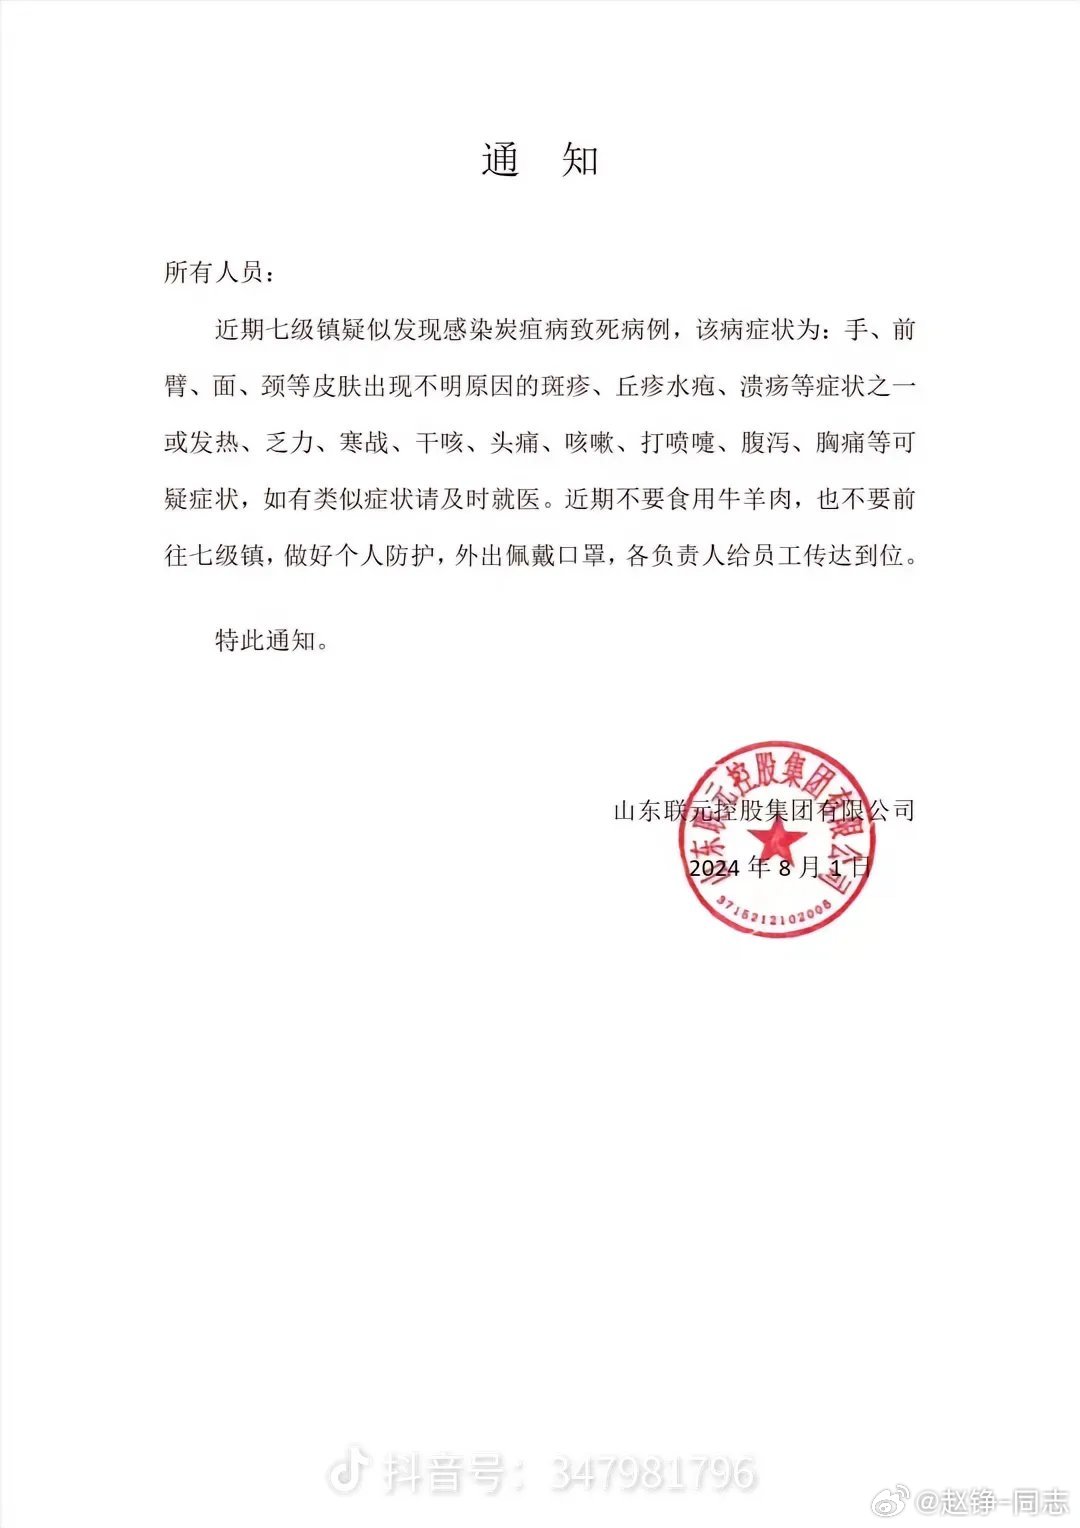 通 知
所有人员：
近期七级镇疑似发现感染炭疽病致死病例，该病症状为：手、前
臂、面、颈等皮肤出现不明原因的斑疹、丘疹水疱、溃疡等症状之一
或发热、乏力、寒战、干咳、头痛、咳嗽、打喷嚏、腹泻、胸痛等可
疑症状，如有类似症状请及时就医。近期不要食用牛羊肉，也不要前
往七级镇，做好个人防护，外出佩戴口罩，各负责人给员工传达到位。
特此通知。
山东联元控股集团有限公司
山东联元控股集团有限公司
2024 年 8 月 1 日
3715212102008
抖音号：347981796
@赵铮-同志